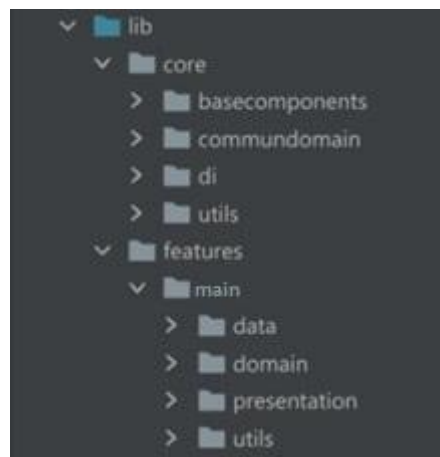 lib
core
basecomponents
commundomain
di
utils
features
main
data
domain
presentation
utils